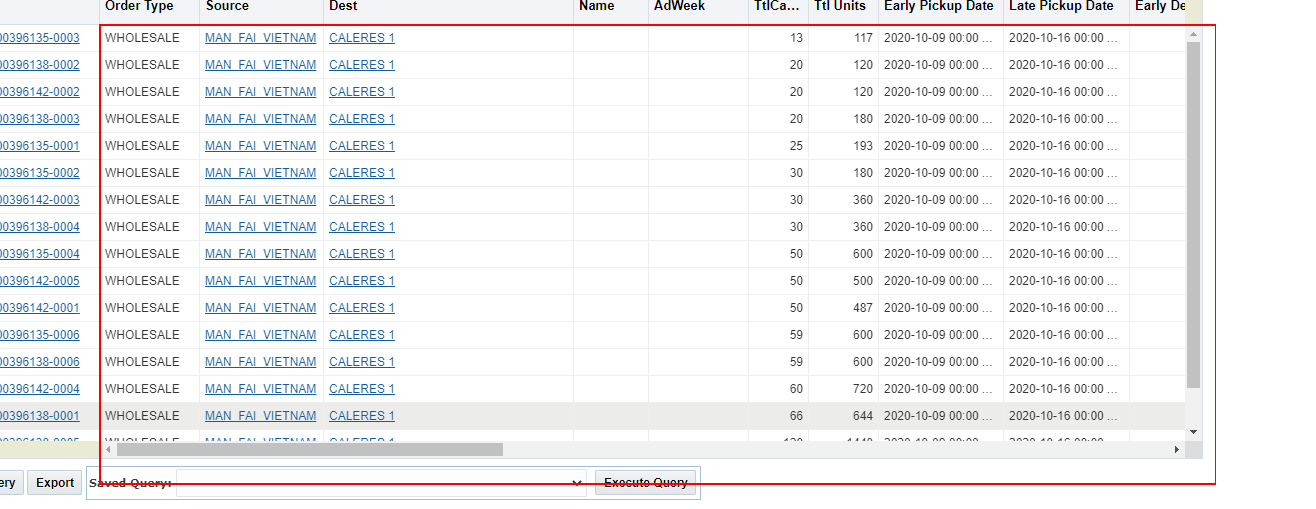 Order Type Source Dest Name AdWeek TtlCa... Ttl Units Early Pickup Date Late Pickup Date Early De
00396135-0003 WHOLESALE MAN_FAI_VIETNAM CALERES 1 13 117 2020-10-09 00:00 ... 2020-10-16 00:00 ...
00396138-0002 WHOLESALE MAN_FAI_VIETNAM CALERES 1 20 120 2020-10-09 00:00 ... 2020-10-16 00:00 ...
00396142-0002 WHOLESALE MAN_FAI_VIETNAM CALERES 1 20 120 2020-10-09 00:00 ... 2020-10-16 00:00 ...
00396138-0003 WHOLESALE MAN_FAI_VIETNAM CALERES 1 20 180 2020-10-09 00:00 ... 2020-10-16 00:00 ...
00396135-0001 WHOLESALE MAN_FAI_VIETNAM CALERES 1 25 193 2020-10-09 00:00 ... 2020-10-16 00:00 ...
00396135-0002 WHOLESALE MAN_FAI_VIETNAM CALERES 1 30 180 2020-10-09 00:00 ... 2020-10-16 00:00 ...
00396142-0003 WHOLESALE MAN_FAI_VIETNAM CALERES 1 30 360 2020-10-09 00:00 ... 2020-10-16 00:00 ...
00396138-0004 WHOLESALE MAN_FAI_VIETNAM CALERES 1 30 360 2020-10-09 00:00 ... 2020-10-16 00:00 ...
00396135-0004 WHOLESALE MAN_FAI_VIETNAM CALERES 1 50 600 2020-10-09 00:00 ... 2020-10-16 00:00 ...
00396142-0005 WHOLESALE MAN_FAI_VIETNAM CALERES 1 50 500 2020-10-09 00:00 ... 2020-10-16 00:00 ...
00396142-0001 WHOLESALE MAN_FAI_VIETNAM CALERES 1 50 487 2020-10-09 00:00 ... 2020-10-16 00:00 ...
00396135-0006 WHOLESALE MAN_FAI_VIETNAM CALERES 1 59 600 2020-10-09 00:00 ... 2020-10-16 00:00 ...
00396138-0006 WHOLESALE MAN_FAI_VIETNAM CALERES 1 59 600 2020-10-09 00:00 ... 2020-10-16 00:00 ...
00396142-0004 WHOLESALE MAN_FAI_VIETNAM CALERES 1 60 720 2020-10-09 00:00 ... 2020-10-16 00:00 ...
00396138-0001 WHOLESALE MAN_FAI_VIETNAM CALERES 1 66 644 2020-10-09 00:00 ... 2020-10-16 00:00 ...
WHOLESALE MAN_FAI_VIETNAM CALERES 1
ery Export Saved Query: Execute Query